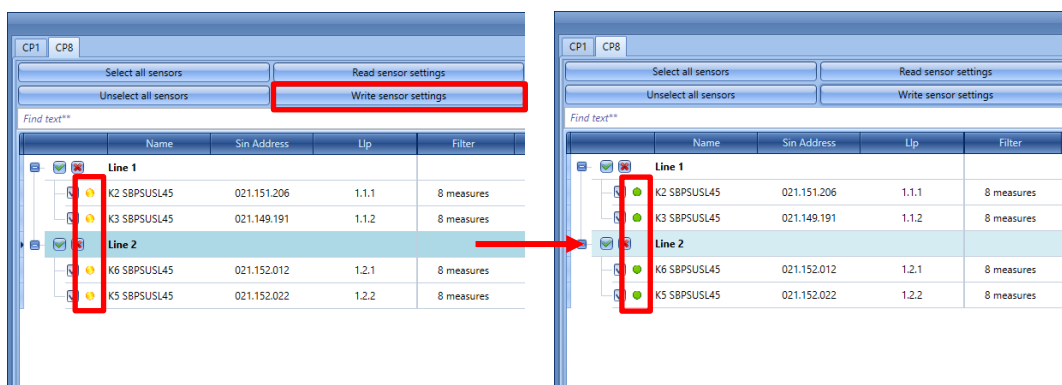 CP1 CP8
Select all sensors Read sensor settings
Unselect all sensors Write sensor settings
Find text**
Name Sin Address Llp Filter
Line 1
K2 SBPSUSL45 021.151.206 1.1.1 8 measures
K3 SBPSUSL45 021.149.191 1.1.2 8 measures
Line 2
K6 SBPSUSL45 021.152.012 1.2.1 8 measures
K5 SBPSUSL45 021.152.022 1.2.2 8 measures
CP1 CP8
Select all sensors Read sensor settings
Unselect all sensors Write sensor settings
Find text**
Name Sin Address Llp Filter
Line 1
K2 SBPSUSL45 021.151.206 1.1.1 8 measures
K3 SBPSUSL45 021.149.191 1.1.2 8 measures
Line 2
K6 SBPSUSL45 021.152.012 1.2.1 8 measures
K5 SBPSUSL45 021.152.022 1.2.2 8 measures